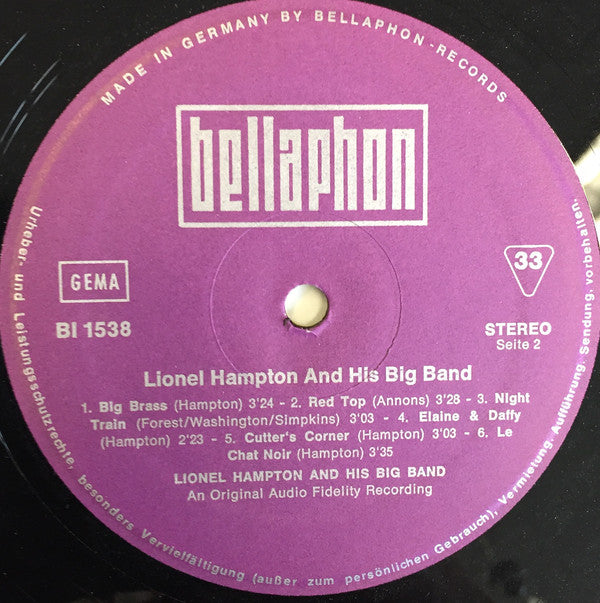 MADE IN GERMANY BY BELLAPHON-RECORDS
bellaphon
GEMA
33
BI 1538
STEREO
Seite 2
Lionel Hampton And His Big Band
1. Big Brass (Hampton) 3'24 - 2. Red Top (Annons) 3'28 - 3. Night
Train (Forest/Washington/Simpkins) 3'03 - 4. Elaine & Daffy
(Hampton) 2'23 - 5. Cutter's Corner (Hampton) 3'03 - 6. Le
Chat Noir (Hampton) 3'35
LIONEL HAMPTON AND HIS BIG BAND
An Original Audio Fidelity Recording
Urheber- und Leistungsschutzrechte, besonders Vervielfältigung (außer zum persönlichen Gebrauch), Vermietung, Aufführung, Sendung, vorbehalten.